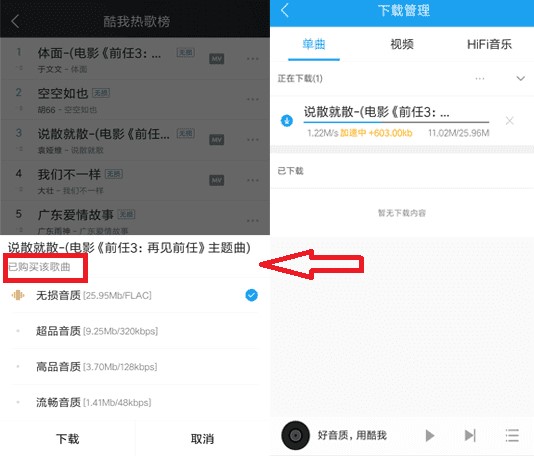 酷我热歌榜
1 体面-(电影《前任3: ... 无损
于文文 - 体面
MV
2 空空如也 无损
胡66 - 空空如也
3 说散就散-(电影《前任... 无损
袁娅维 - 说散就散
MV
4 我们不一样 无损
大壮 - 我们不一样
MV
5 广东爱情故事 无损
广东雨神 - 广东爱情故事
说散就散-(电影《前任3: 再见前任》主题曲)
已购买该歌曲
无损音质 [25.95Mb/FLAC]
超品音质 [9.25Mb/320kbps]
高品音质 [3.70Mb/128kbps]
流畅音质 [1.41Mb/48kbps]
下载 取消
下载管理
单曲 视频 HiFi音乐
正在下载(1) ...
说散就散-(电影《前任3: ...
1.22M/s 加速中 +603.00kb 11.02M/25.96M
已下载
暂无下载内容
好音质，用酷我